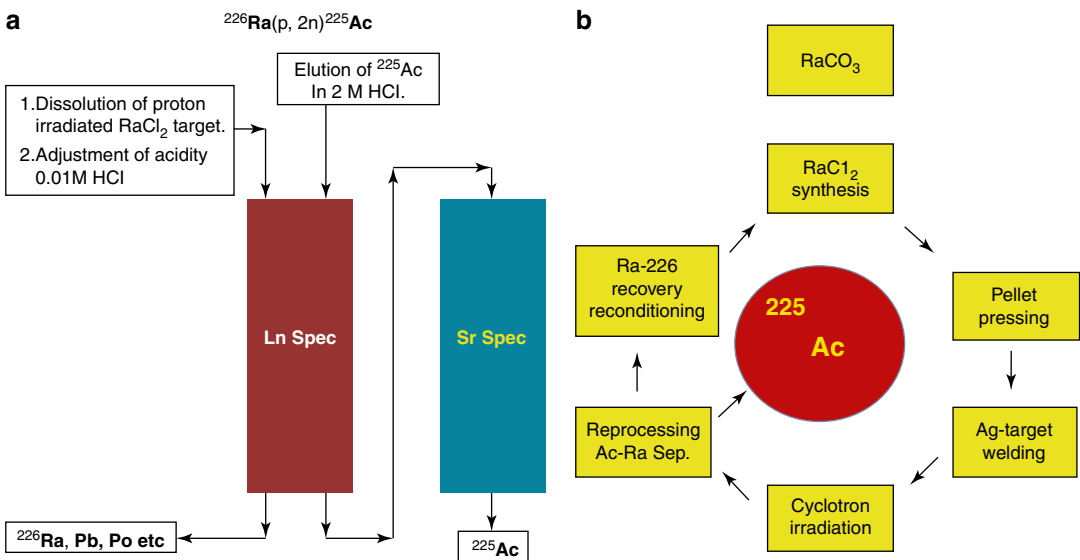 a
²²⁶Ra(p, 2n)²²⁵Ac
1.Dissolution of proton
irradiated RaCl₂ target.
2.Adjustment of acidity
0.01M HCI
Elution of ²²⁵Ac
In 2 M HCI.
Ln Spec
Sr Spec
²²⁶Ra, Pb, Po etc
²²⁵Ac
b
RaCO₃
RaC1₂
synthesis
Pellet
pressing
Ag-target
welding
Cyclotron
irradiation
Reprocessing
Ac-Ra Sep.
Ra-226
recovery
reconditioning
225
Ac